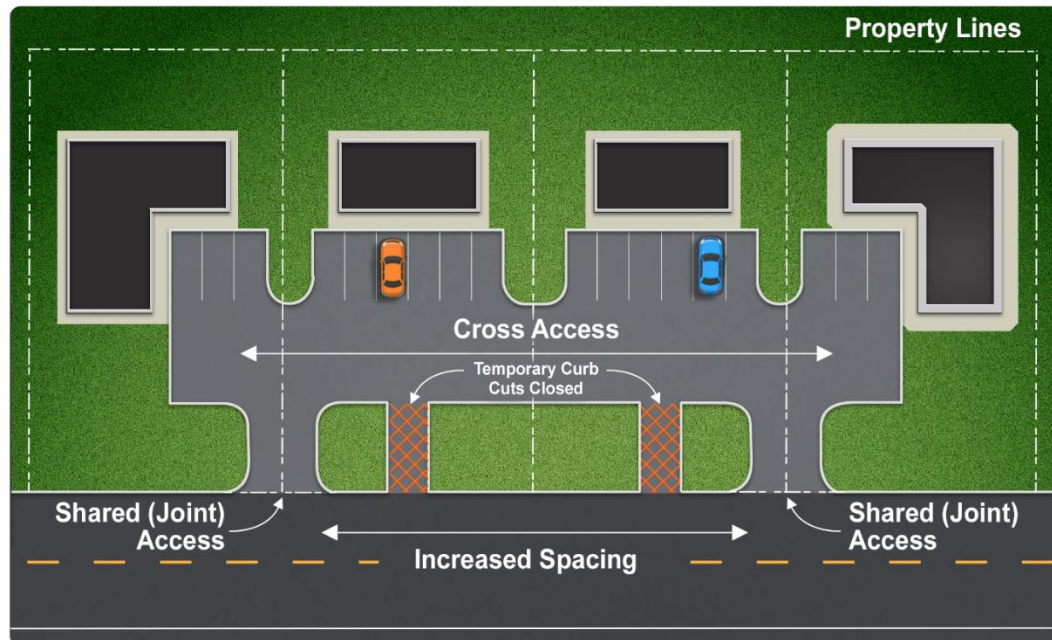 Property Lines
Cross Access
Temporary Curb
Cuts Closed
Shared (Joint)
Access
Increased Spacing
Shared (Joint)
Access